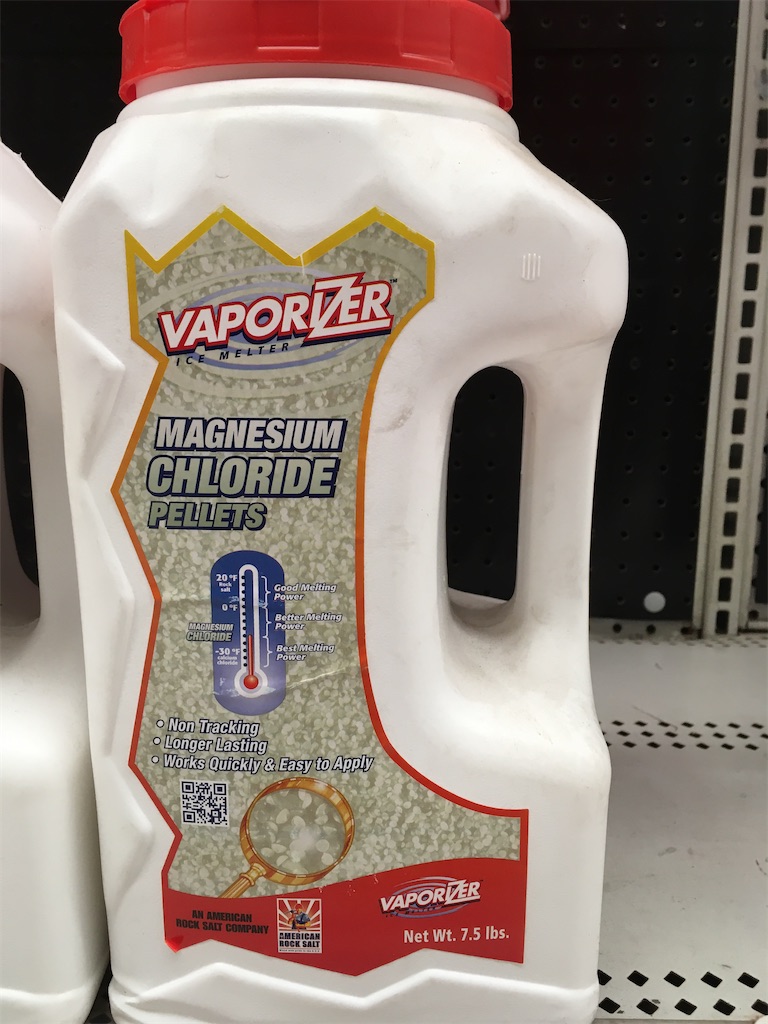 VAPORIZER™
ICE MELTER
MAGNESIUM
CHLORIDE
PELLETS
20 °F
Rock
salt
Good Melting
Power
0 °F
Better Melting
Power
MAGNESIUM
CHLORIDE
-30 °F
calcium
chloride
Best Melting
Power
°F
• Non Tracking
• Longer Lasting
• Works Quickly & Easy to Apply
VAPORIZER
AN AMERICAN
ROCK SALT COMPANY
AMERICAN
ROCK SALT
Net Wt. 7.5 lbs.